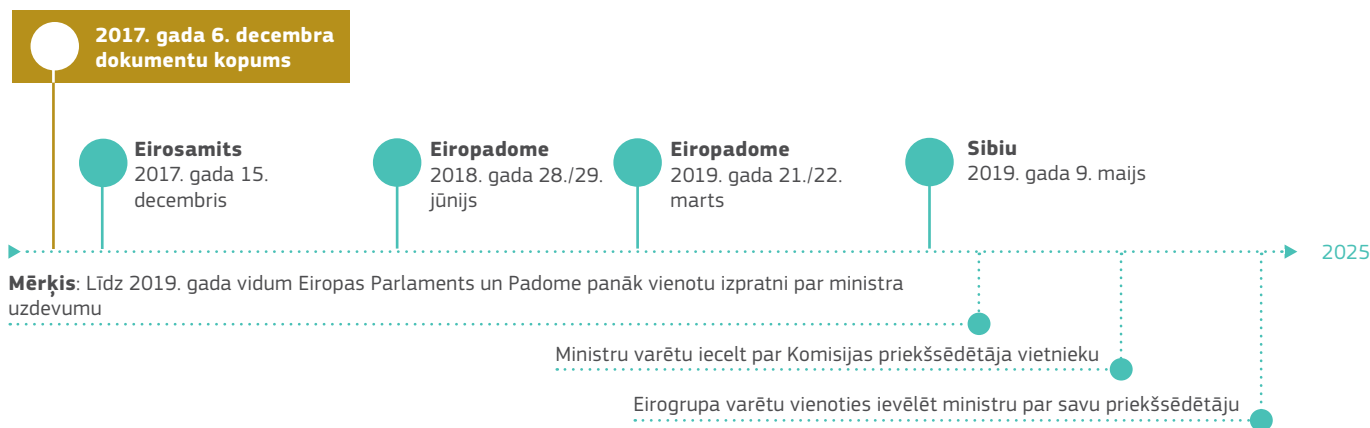 2017. gada 6. decembra
dokumentu kopums
Eirosamits
2017. gada 15.
decembris
Eiropadome
2018. gada 28./29.
jūnijs
Eiropadome
2019. gada 21./22.
marts
Sibiu
2019. gada 9. maijs
2025
Mērķis: Līdz 2019. gada vidum Eiropas Parlaments un Padome panāk vienotu izpratni par ministra
uzdevumu
Ministru varētu iecelt par Komisijas priekšsēdētāja vietnieku
Eirogrupa varētu vienoties ievēlēt ministru par savu priekšsēdētāju